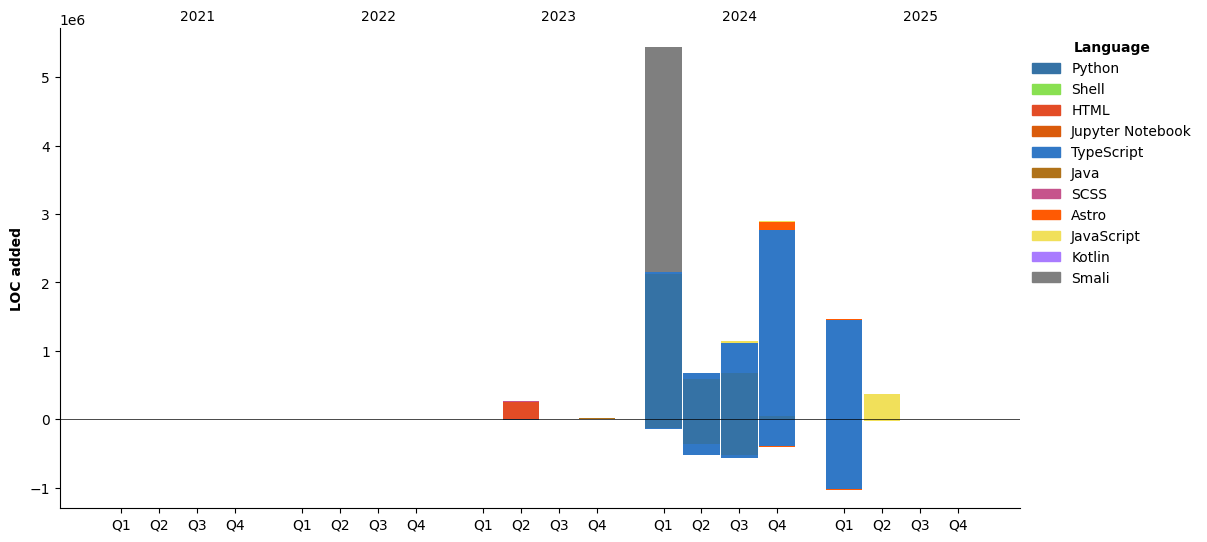 2021 2022 2023 2024 2025
1e6
Language
Python
Shell
HTML
Jupyter Notebook
TypeScript
Java
SCSS
Astro
JavaScript
Kotlin
Smali
LOC added
5
4
3
2
1
0
−1
Q1 Q2 Q3 Q4 Q1 Q2 Q3 Q4 Q1 Q2 Q3 Q4 Q1 Q2 Q3 Q4 Q1 Q2 Q3 Q4